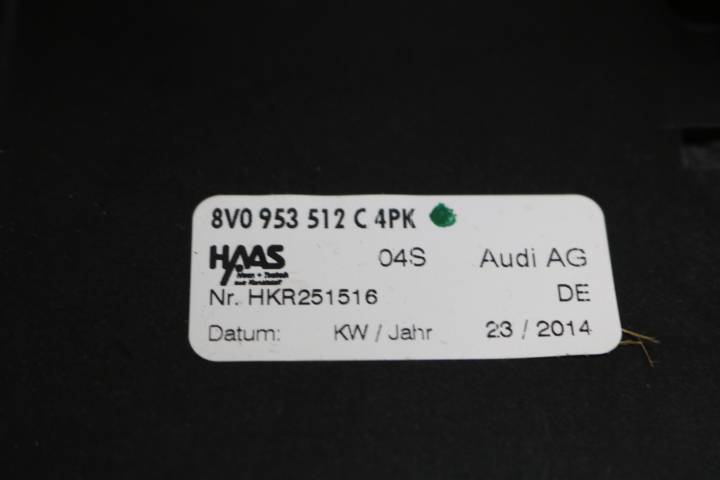 8V0 953 512 C 4PK
HAAS 04S Audi AG
Nr. HKR251516 DE
Datum: KW / Jahr 23 / 2014